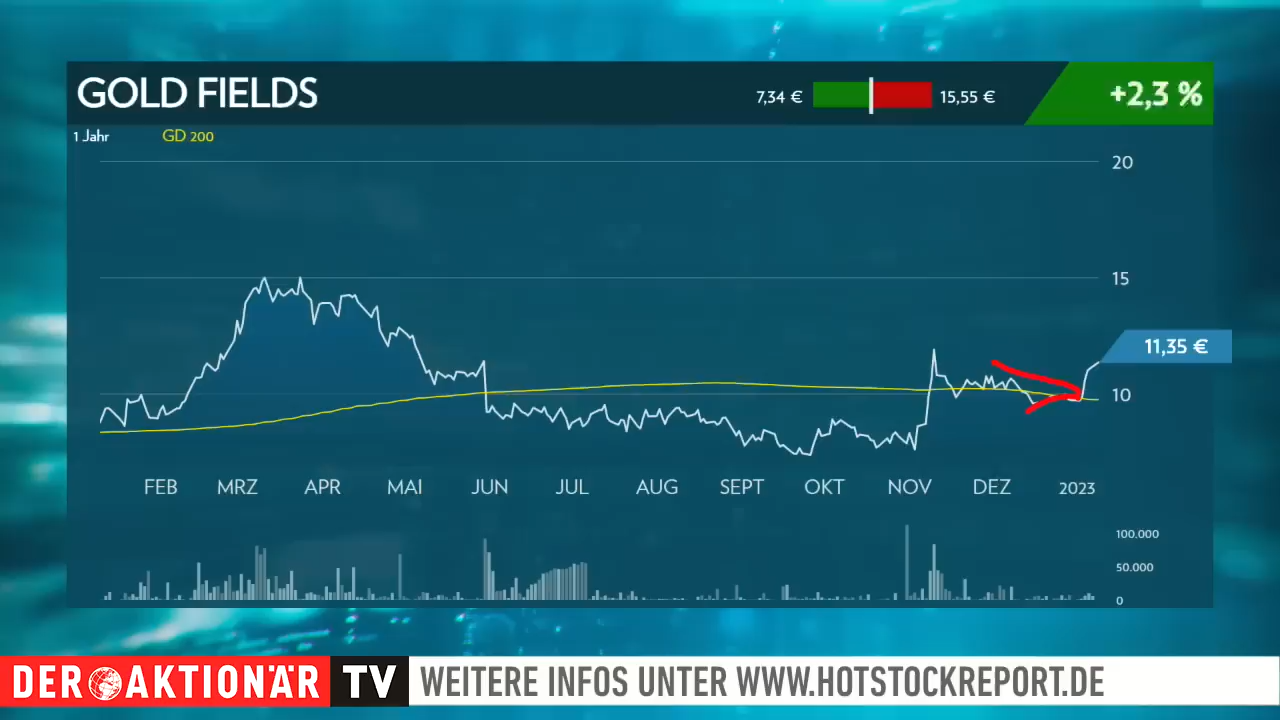 GOLD FIELDS
7,34 € 15,55 €
+2,3 %
1 Jahr GD 200
20
15
11,35 €
10
FEB MRZ APR MAI JUN JUL AUG SEPT OKT NOV DEZ 2023
100.000
50.000
0
DER AKTIONÄR TV WEITERE INFOS UNTER WWW.HOTSTOCKREPORT.DE